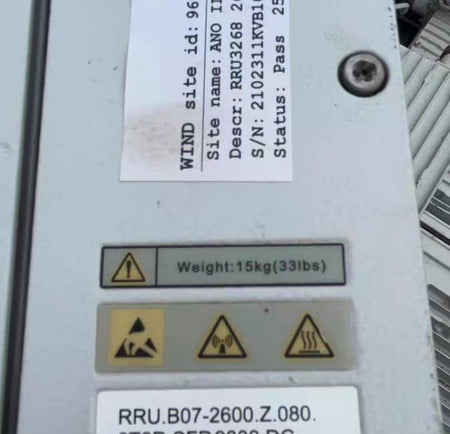 WIND site id: 96
Site name: ANO
Descr: RRU3268
S/N: 2102311KVB1
Status: Pass 25
Weight:15kg(33lbs)
RRU.B07-2600.Z.080.